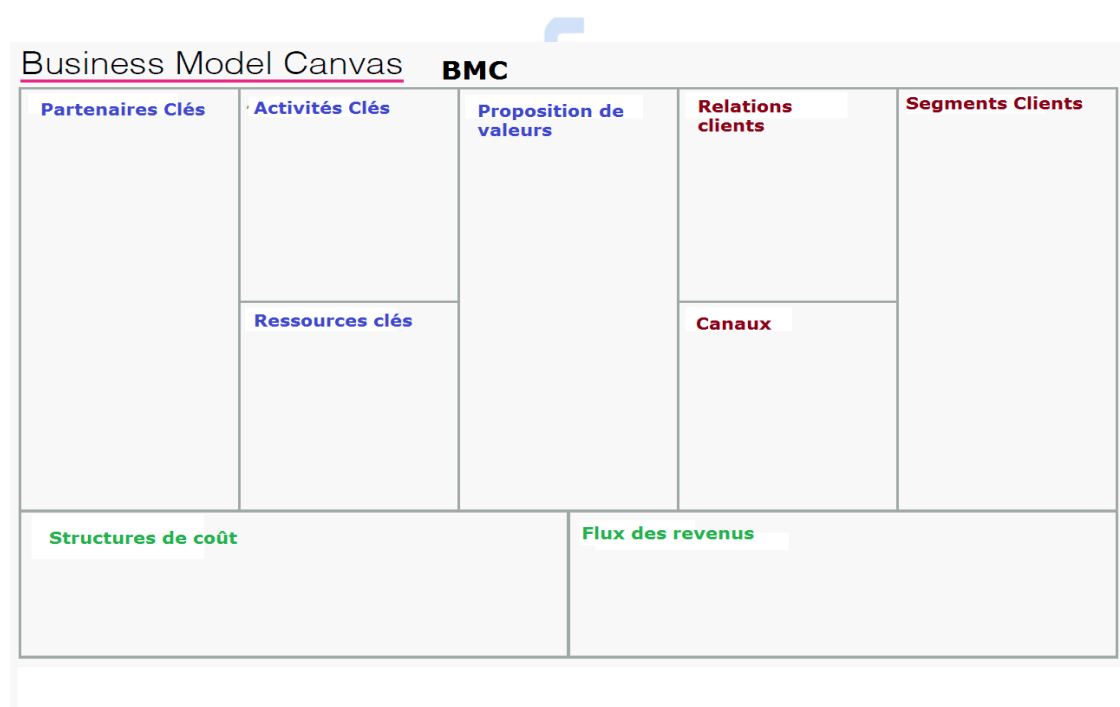 Business Model Canvas BMC
Partenaires Clés
Activités Clés
Proposition de
valeurs
Relations
clients
Segments Clients
Ressources clés
Canaux
Structures de coût
Flux des revenus